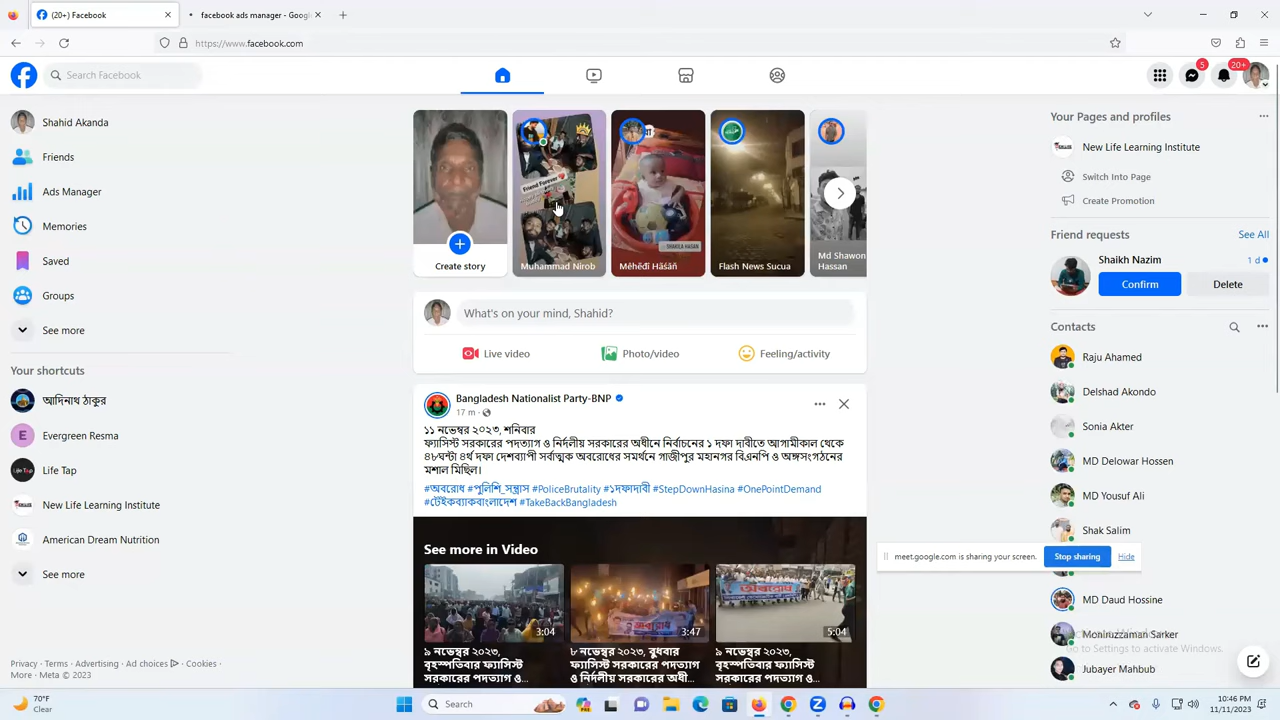 (20+) Facebook
facebook ads manager - Googl
https://www.facebook.com
Search Facebook
5
20+
Shahid Akanda
Friends
Ads Manager
Memories
Saved
Groups
See more
Your shortcuts
আদিনাথ ঠাকুর
Evergreen Resma
Life Tap
New Life Learning Institute
American Dream Nutrition
See more
Privacy · Terms · Advertising · Ad choices · Cookies ·
More · Meta © 2023
Create story
Friend Forever
Muhammad Nirob
SHAKILA HASAN
Mêhëdî Häsäñ
Flash News Sucua
Md Shawon
Hassan
What's on your mind, Shahid?
Live video
Photo/video
Feeling/activity
Bangladesh Nationalist Party-BNP
17 m ·
১১ নভেম্বর ২০২৩, শনিবার
ফ্যাসিস্ট সরকারের পদত্যাগ ও নির্দলীয় সরকারের অধীনে নির্বাচনের ১ দফা দাবীতে আগামীকাল থেকে
৪৮ঘন্টা ৪র্থ দফা দেশব্যাপী সর্বাত্মক অবরোধের সমর্থনে গাজীপুর মহানগর বিএনপি ও অঙ্গসংগঠনের
মশাল মিছিল।
#অবরোধ #পুলিশি_সন্ত্রাস #PoliceBrutality #১দফাদাবী #StepDownHasina #OnePointDemand
#টেইকব্যাকবাংলাদেশ #TakeBackBangladesh
See more in Video
3:04
3:47
অবরোধ
5:04
৯ নভেম্বর ২০২৩,
বৃহস্পতিবার ফ্যাসিস্ট
সরকারের পদত্যাগ ও
৮ নভেম্বর ২০২৩, বুধবার
ফ্যাসিস্ট সরকারের পদত্যাগ
ও নির্দলীয় সরকারের অধী...
৯ নভেম্বর ২০২৩,
বৃহস্পতিবার ফ্যাসিস্ট
সরকারের পদত্যাগ ও
Your Pages and profiles
New Life Learning Institute
Switch Into Page
Create Promotion
Friend requests
See All
Shaikh Nazim
1 d
Confirm
Delete
Contacts
Raju Ahamed
Delshad Akondo
Sonia Akter
MD Delowar Hossen
MD Yousuf Ali
Shak Salim
meet.google.com is sharing your screen.
Stop sharing
Hide
MD Daud Hossine
Moniruzzaman Sarker
Go to Settings to activate Windows.
Jubayer Mahbub
70°F
Clear
Search
10:46 PM
11/11/2023